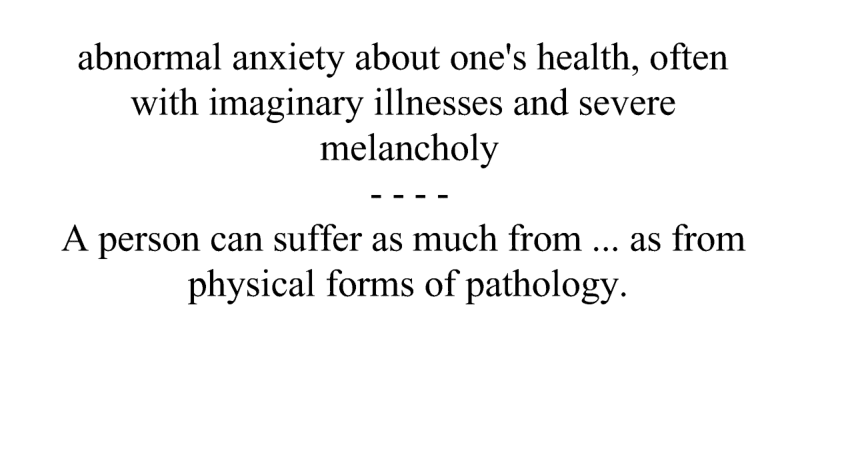 abnormal anxiety about one's health, often
with imaginary illnesses and severe
melancholy
- - - -
A person can suffer as much from ... as from
physical forms of pathology.